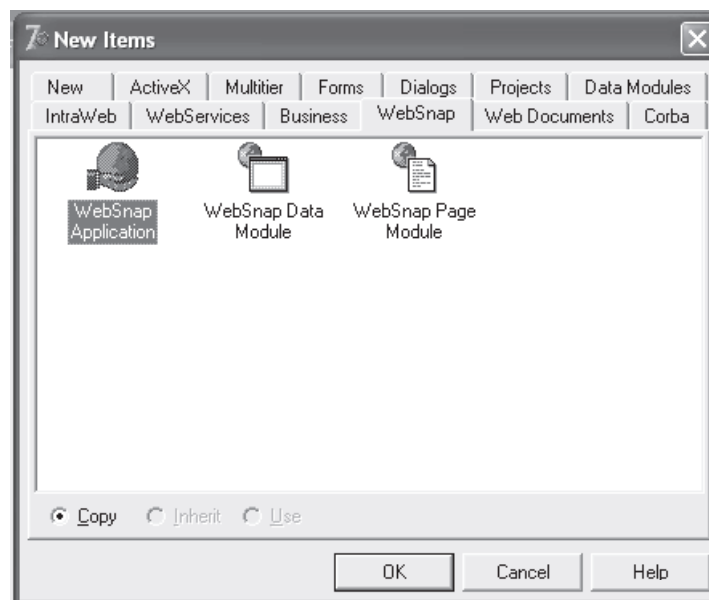 7 New Items
New ActiveX Multitier Forms Dialogs Projects Data Modules
IntraWeb WebServices Business WebSnap Web Documents Corba
WebSnap Application
WebSnap Data Module
WebSnap Page Module
Copy Inherit Use
OK Cancel Help